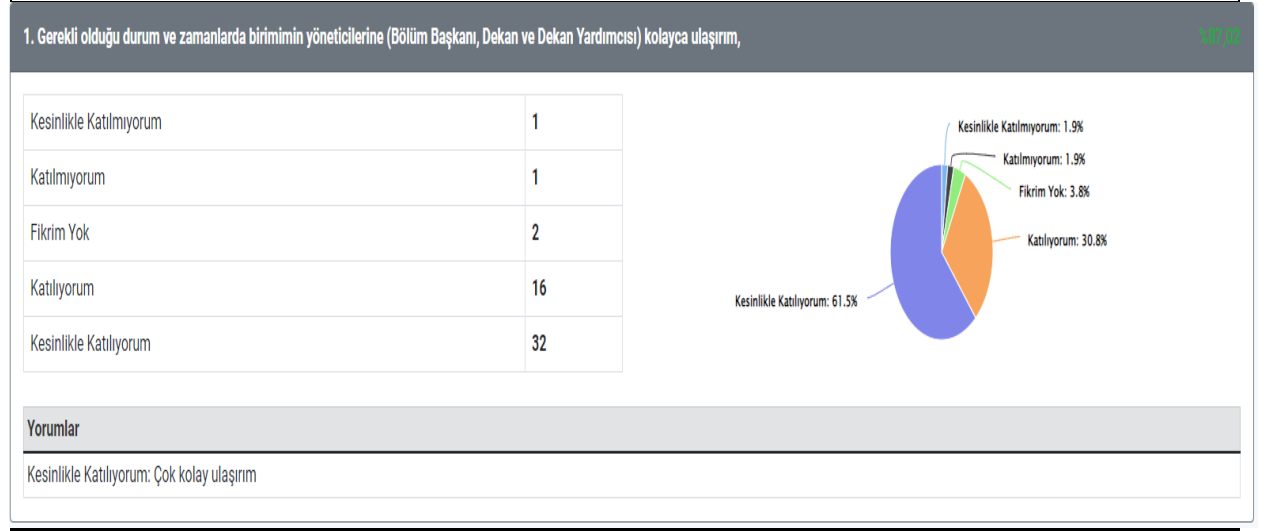 1. Gerekli olduğu durum ve zamanlarda birimimin yöneticilerine (Bölüm Başkanı, Dekan ve Dekan Yardımcısı) kolayca ulaşırım,
%87,02
Kesinlikle Katılmıyorum 1
Katılmıyorum 1
Fikrim Yok 2
Katılıyorum 16
Kesinlikle Katılıyorum 32
Kesinlikle Katılmıyorum: 1.9%
Katılmıyorum: 1.9%
Fikrim Yok: 3.8%
Katılıyorum: 30.8%
Kesinlikle Katılıyorum: 61.5%
Yorumlar
Kesinlikle Katılıyorum: Çok kolay ulaşırım